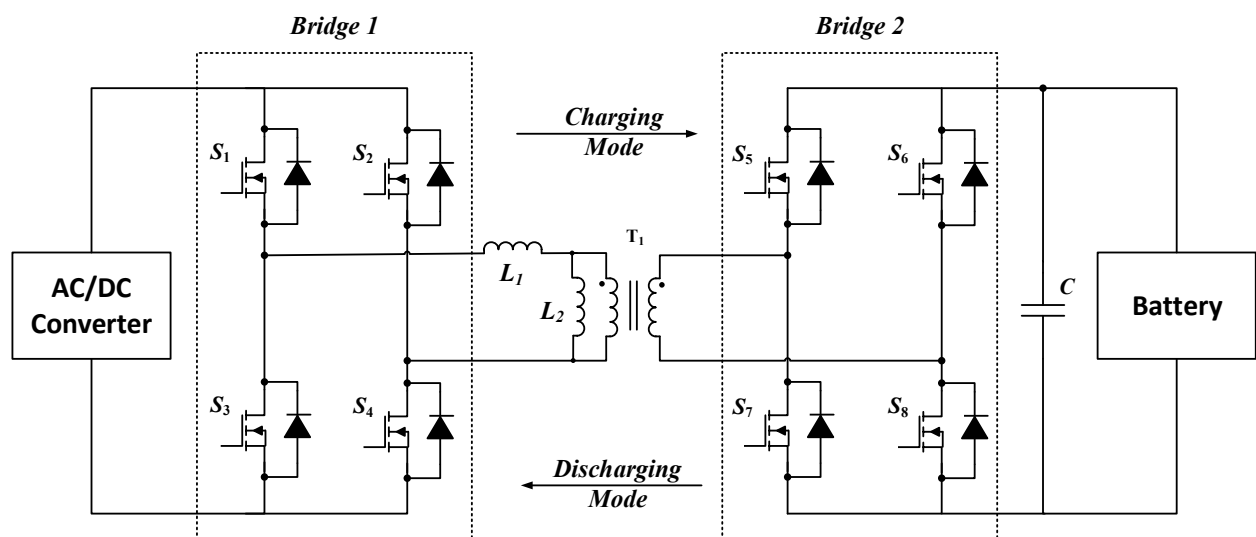 Bridge 1
Bridge 2
Charging
Mode
S1
S2
S5
S6
T1
L1
L2
AC/DC
Converter
C
Battery
S3
S4
S7
S8
Discharging
Mode